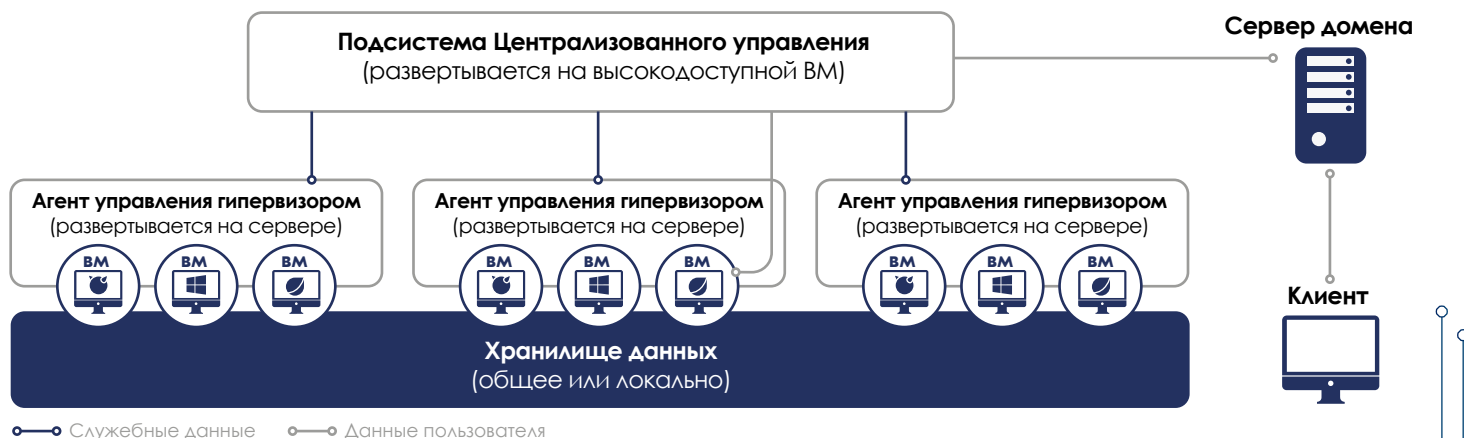 Подсистема Централизованного управления
(развертывается на высокодоступной ВМ)
Сервер домена
Агент управления гипервизором
(развертывается на сервере)
ВМ ВМ ВМ
Агент управления гипервизором
(развертывается на сервере)
ВМ ВМ ВМ
Агент управления гипервизором
(развертывается на сервере)
ВМ ВМ ВМ
Клиент
Хранилище данных
(общее или локально)
Служебные данные
Данные пользователя